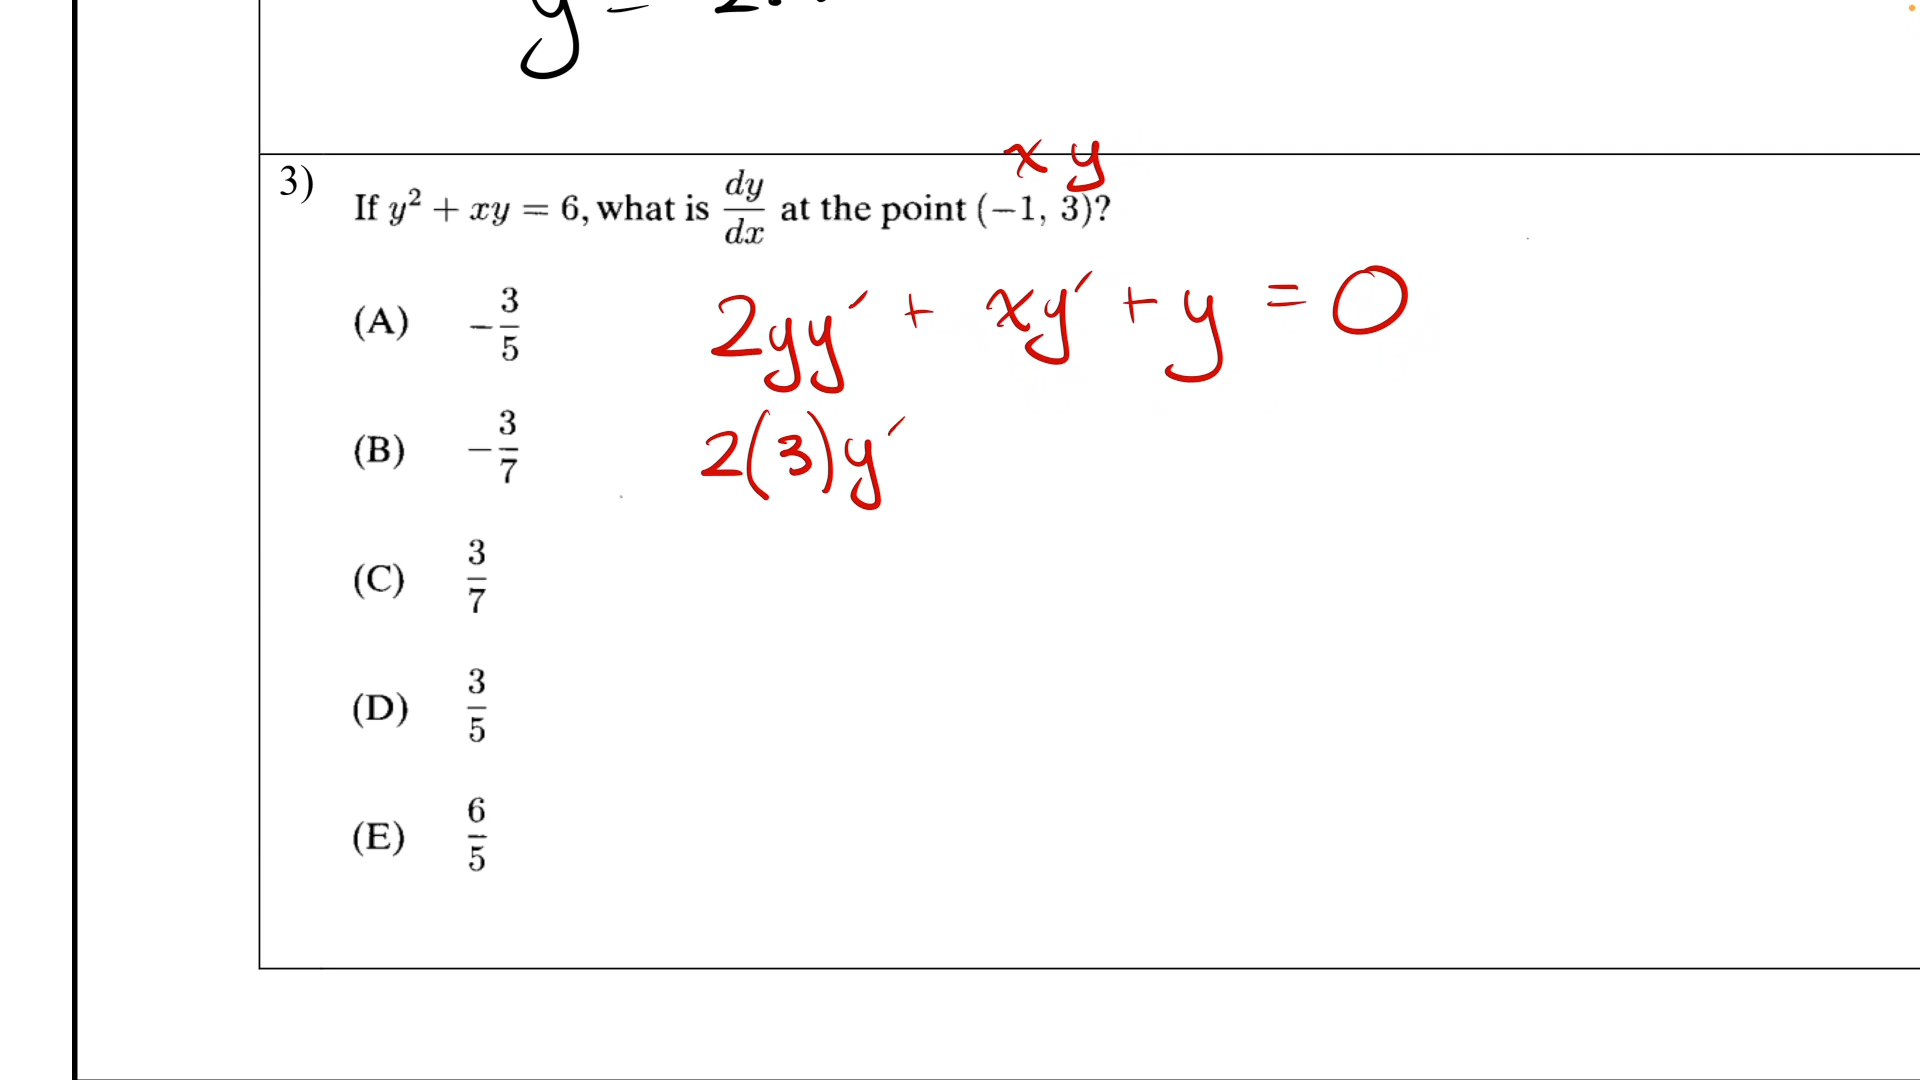 y =
x y
3) If y² + xy = 6, what is dy/dx at the point (−1, 3)?
(A) −3/5
2yy′ + xy′ + y = 0
(B) −3/7
2(3)y′
(C) 3/7
(D) 3/5
(E) 6/5